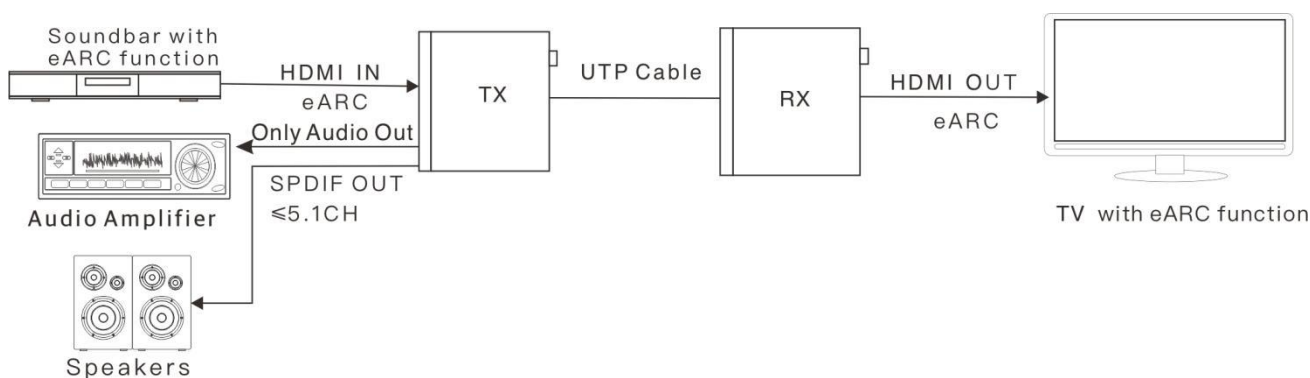 Soundbar with
eARC function
HDMI IN
eARC
TX
UTP Cable
RX
HDMI OUT
eARC
Only Audio Out
SPDIF OUT
≤5.1CH
Audio Amplifier
TV with eARC function
Speakers